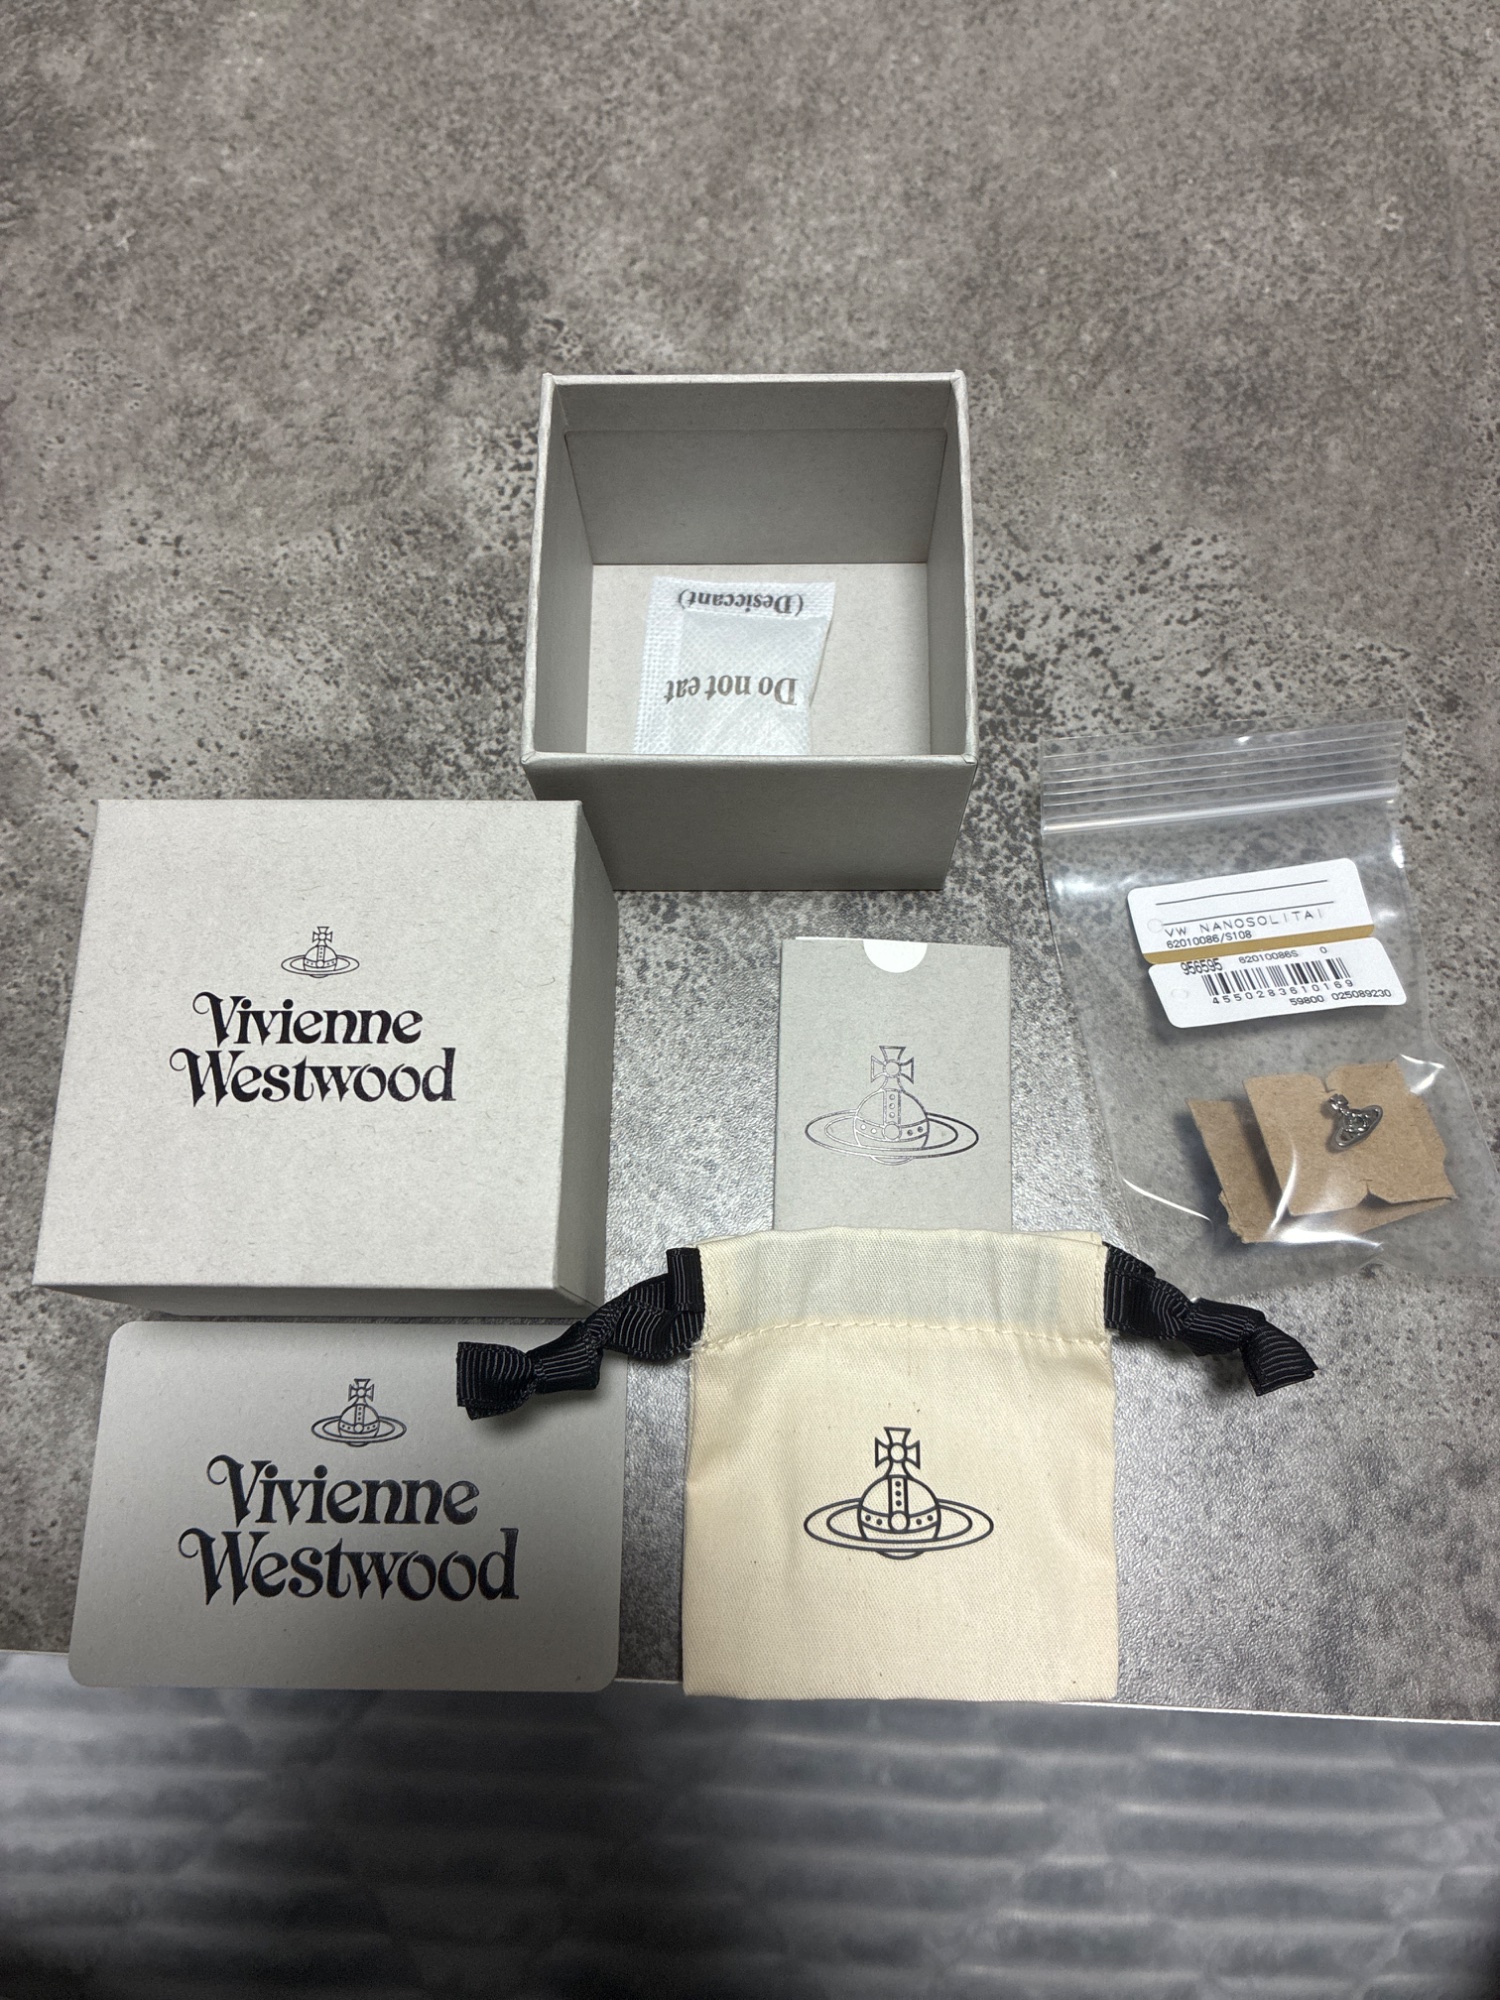 (Desiccant)
Do not eat
Vivienne
Westwood
VW NANOSOLITAI
62010086/S108
956595 62010086S 0
4550283610169
59800 025089230
Vivienne
Westwood